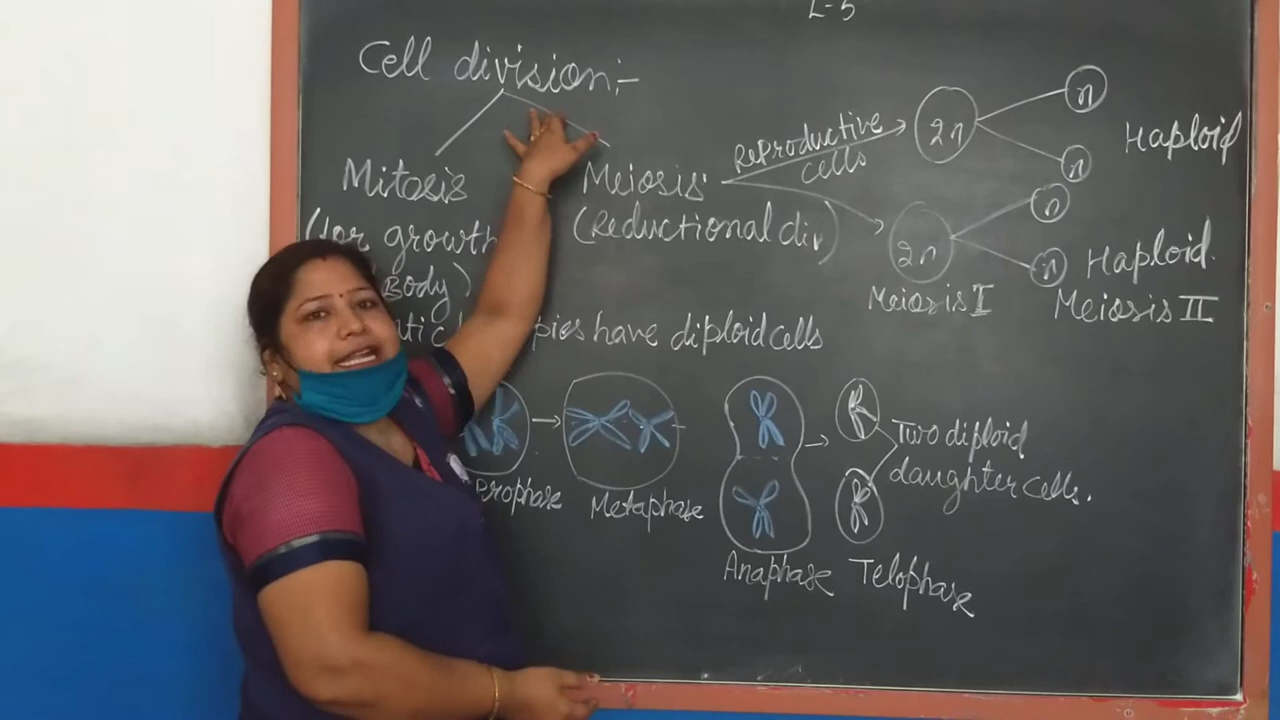 L-5
Cell division:-
Mitosis
(for growth
Body)
Meiosis
(Reductional div)
Reproductive
cells
2n
n
n
Haploid
2n
n
n
Haploid.
Meiosis I
Meiosis II
have diploid cells
Prophase
Metaphase
Anaphase
Telophase
Two diploid
daughter cells.